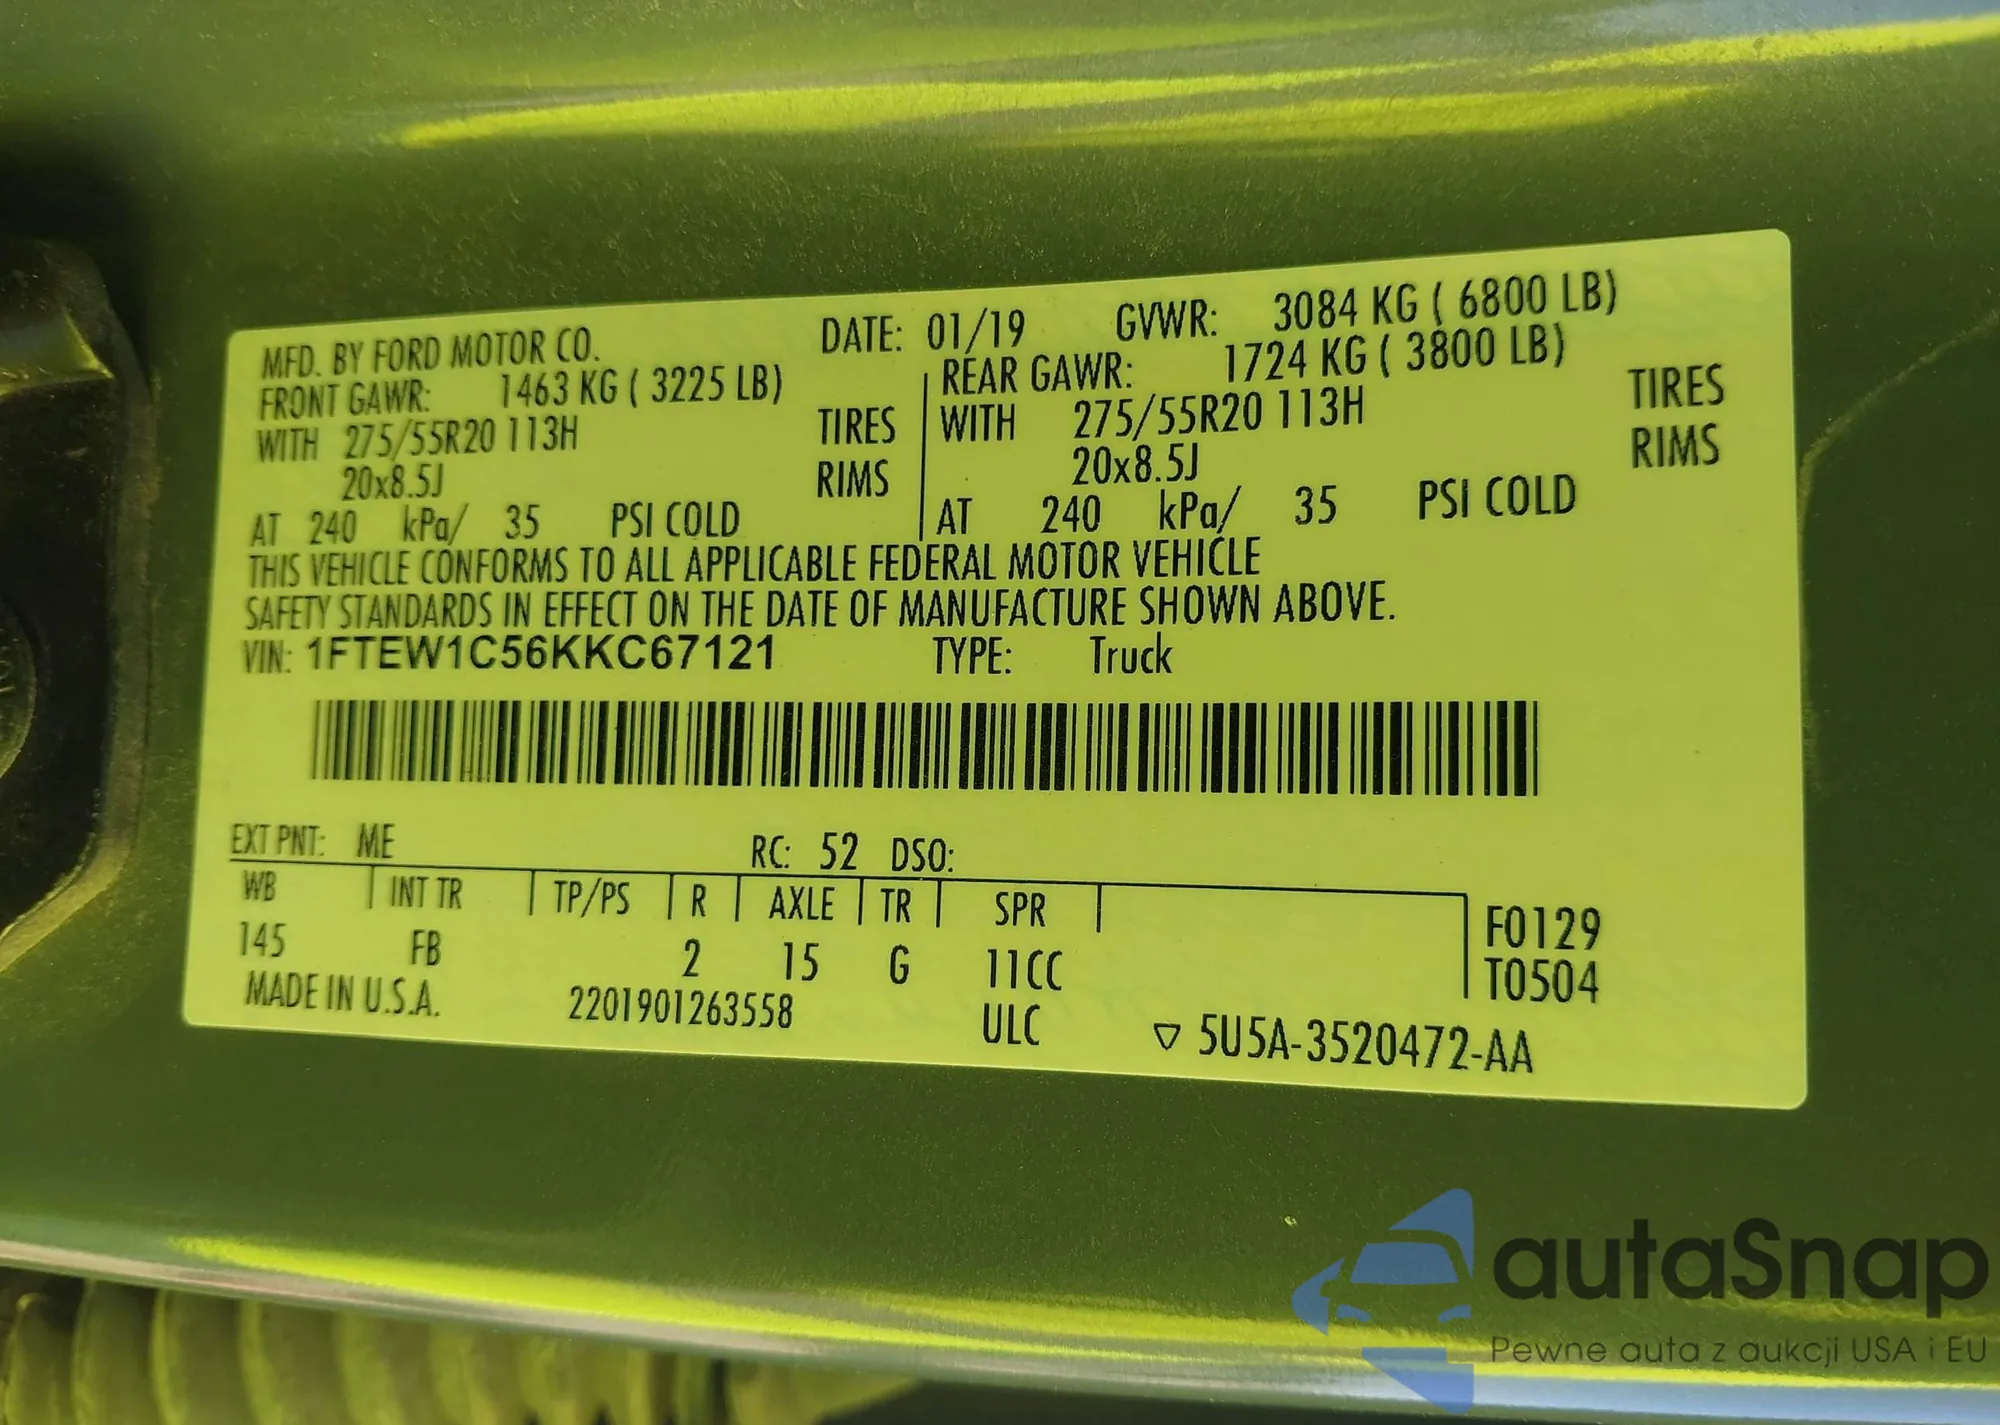 MFD. BY FORD MOTOR CO. DATE: 01/19 GVWR: 3084 KG ( 6800 LB)
FRONT GAWR: 1463 KG ( 3225 LB) REAR GAWR: 1724 KG ( 3800 LB)
WITH 275/55R20 113H TIRES WITH 275/55R20 113H TIRES
20x8.5J RIMS 20x8.5J RIMS
AT 240 kPa/ 35 PSI COLD AT 240 kPa/ 35 PSI COLD
THIS VEHICLE CONFORMS TO ALL APPLICABLE FEDERAL MOTOR VEHICLE
SAFETY STANDARDS IN EFFECT ON THE DATE OF MANUFACTURE SHOWN ABOVE.
VIN: 1FTEW1C56KKC67121 TYPE: Truck
EXT PNT: ME RC: 52 DSO:
WB INT TR TP/PS R AXLE TR SPR F0129
145 FB 2 15 G 11CC T0504
MADE IN U.S.A. 2201901263558 ULC ▽ 5U5A-3520472-AA
autaSnap
Pewne auta z aukcji USA i EU